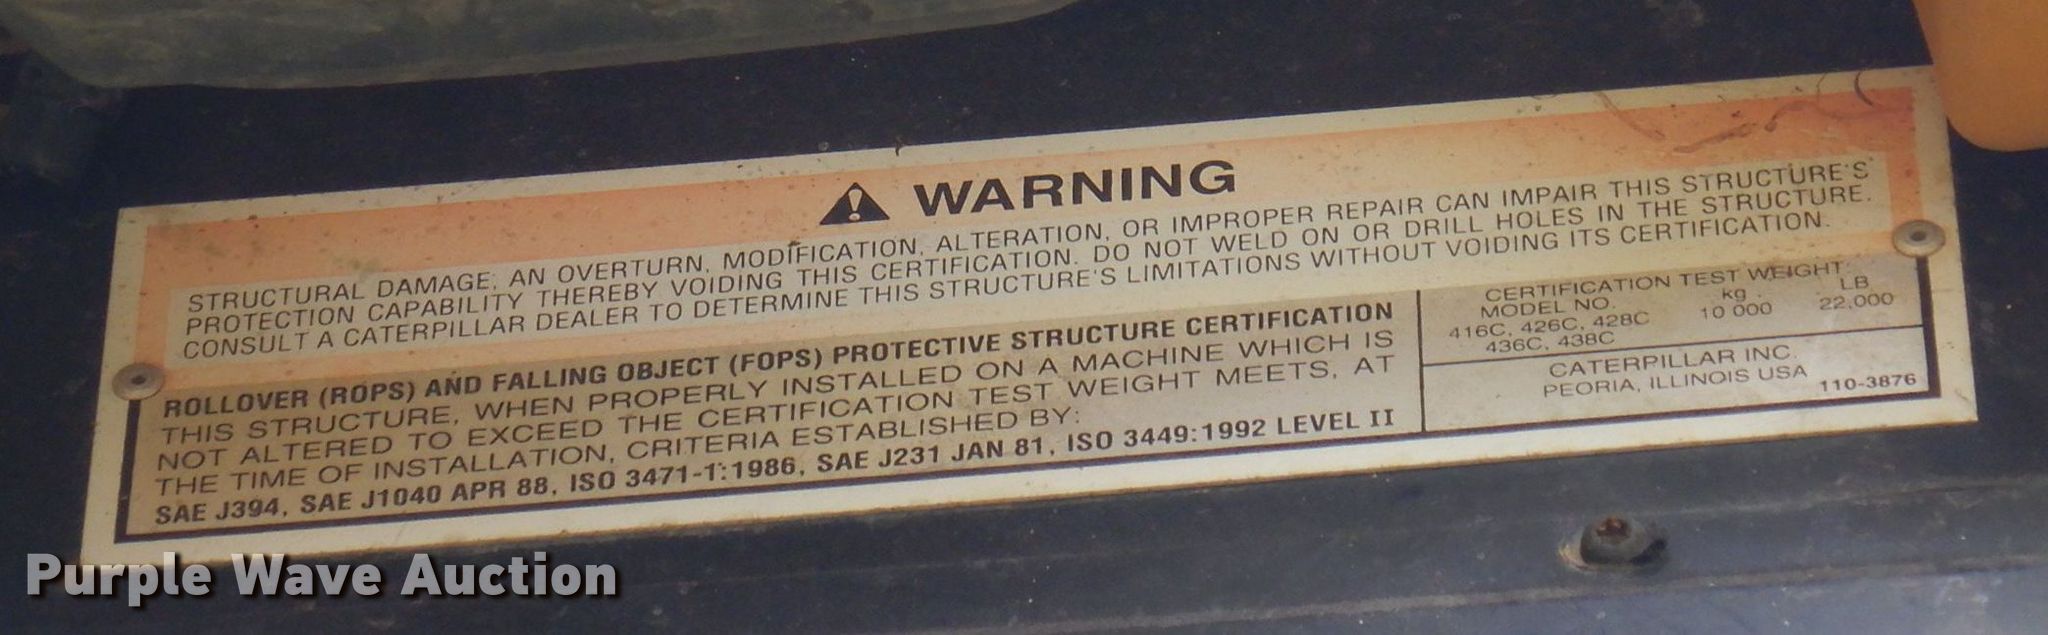 WARNING
STRUCTURAL DAMAGE, AN OVERTURN, MODIFICATION, ALTERATION, OR IMPROPER REPAIR CAN IMPAIR THIS STRUCTURE'S
PROTECTION CAPABILITY THEREBY VOIDING THIS CERTIFICATION. DO NOT WELD ON OR DRILL HOLES IN THE STRUCTURE.
CONSULT A CATERPILLAR DEALER TO DETERMINE THIS STRUCTURE'S LIMITATIONS WITHOUT VOIDING ITS CERTIFICATION.
ROLLOVER (ROPS) AND FALLING OBJECT (FOPS) PROTECTIVE STRUCTURE CERTIFICATION
THIS STRUCTURE, WHEN PROPERLY INSTALLED ON A MACHINE WHICH IS
NOT ALTERED TO EXCEED THE CERTIFICATION TEST WEIGHT MEETS, AT
THE TIME OF INSTALLATION, CRITERIA ESTABLISHED BY:
SAE J394, SAE J1040 APR 88, ISO 3471-1:1986, SAE J231 JAN 81, ISO 3449:1992 LEVEL II
CERTIFICATION TEST WEIGHT
MODEL NO. kg LB
416C, 426C, 428C 10 000 22,000
436C, 438C
CATERPILLAR INC.
PEORIA, ILLINOIS USA 110-3876
Purple Wave Auction